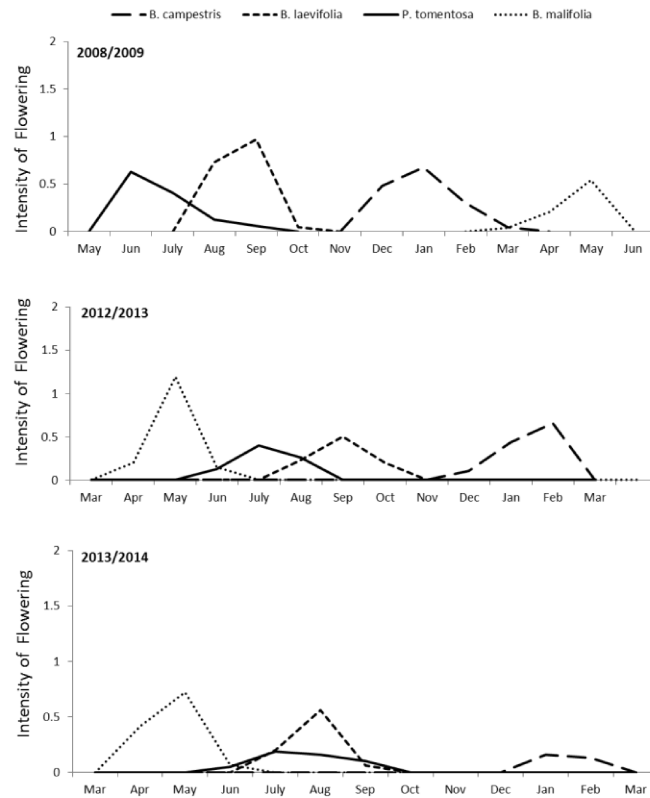 B. campestris B. laevifolia P. tomentosa B. malifolia
2008/2009
Intensity of Flowering
2
1.5
1
0.5
0
May Jun July Aug Sep Oct Nov Dec Jan Feb Mar Apr May Jun
2012/2013
Intensity of Flowering
2
1.5
1
0.5
0
Mar Apr May Jun July Aug Sep Oct Nov Dec Jan Feb Mar
2013/2014
Intensity of Flowering
2
1.5
1
0.5
0
Mar Apr May Jun July Aug Sep Oct Nov Dec Jan Feb Mar